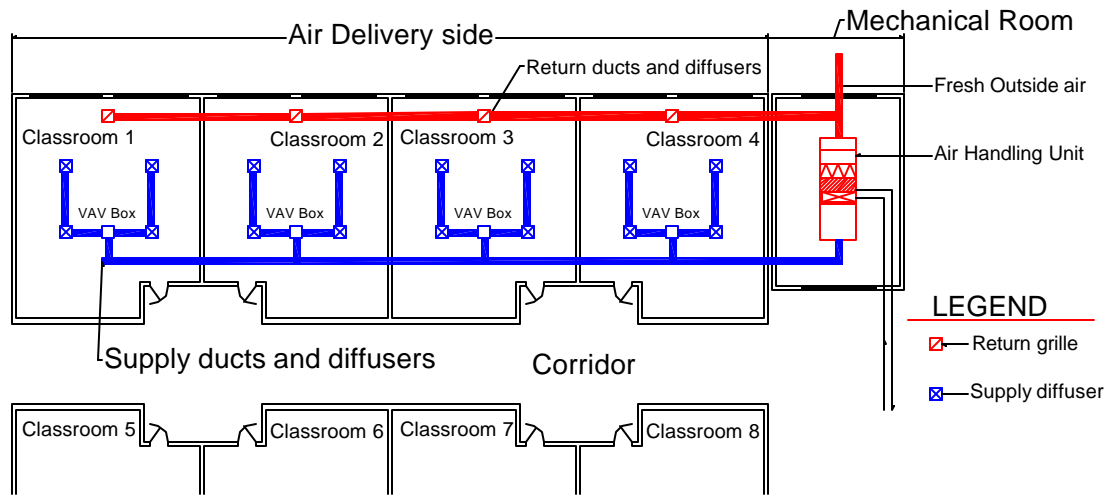 Mechanical Room
Air Delivery side
Return ducts and diffusers
Fresh Outside air
Classroom 1
Classroom 2
Classroom 3
Classroom 4
Air Handling Unit
VAV Box
VAV Box
VAV Box
VAV Box
LEGEND
Return grille
Supply ducts and diffusers
Corridor
Supply diffuser
Classroom 5
Classroom 6
Classroom 7
Classroom 8